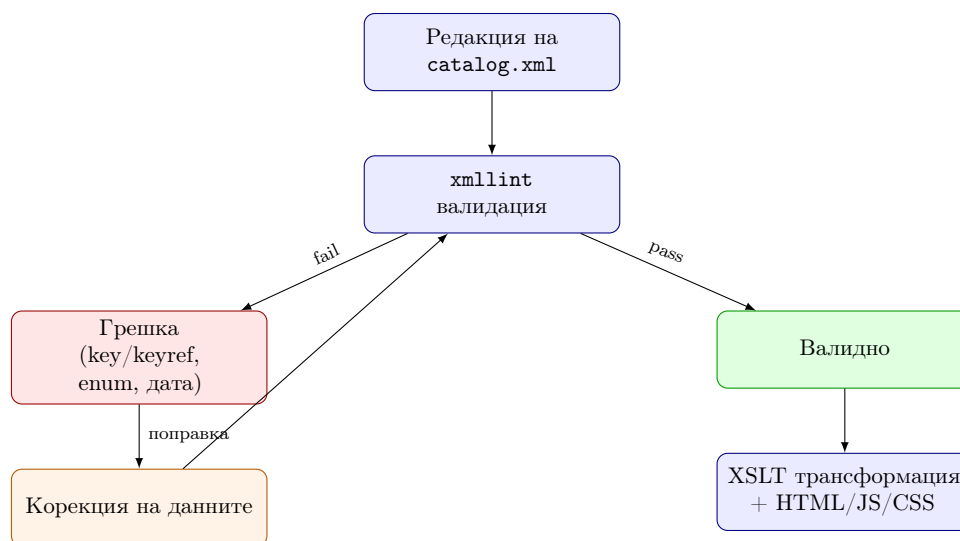 Редакция на
catalog.xml
xmllint
валидация
fail
pass
Грешка
(key/keyref,
enum, дата)
Валидно
поправка
Корекция на данните
XSLT трансформация
+ HTML/JS/CSS